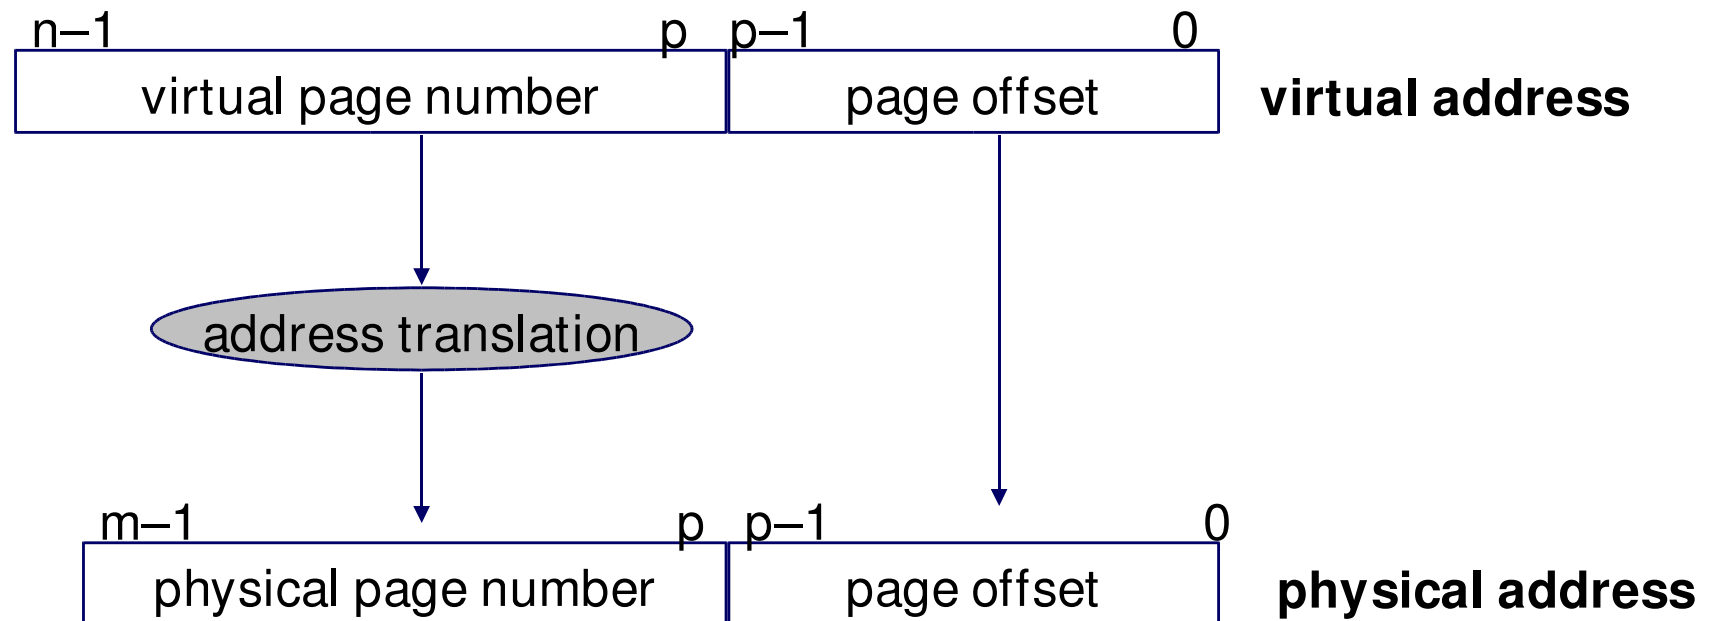 n–1 p p–1 0
virtual page number page offset virtual address
address translation
m–1 p p–1 0
physical page number page offset physical address